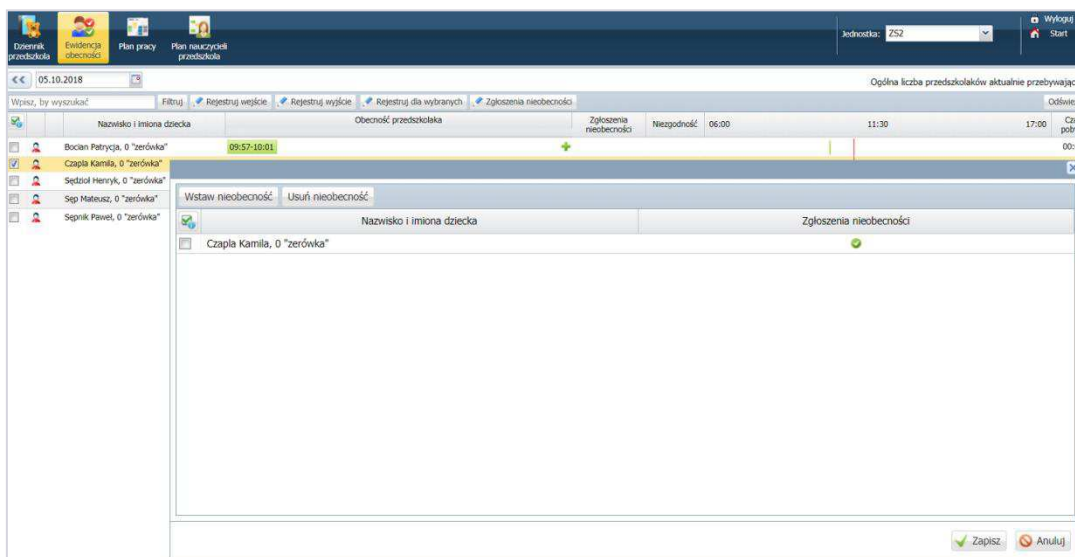 Dziennik przedszkola
Ewidencja obecności
Plan pracy
Plan nauczycieli przedszkola
Jednostka: ZS2
Wyloguj
Start
05.10.2018
Ogólna liczba przedszkolaków aktualnie
Wpisz, by wyszukać Filtruj Rejestruj wejście Rejestruj wyjście Rejestruj dla wybranych Zgłoszenia nieobecności
Nazwisko i imiona dziecka Obecność przedszkolaka Zgłoszenia nieobecności Niezgodność 06:00 11:30 17:00
Bocian Patrycja, 0 "zerówka" 09:57-10:01 00:
Czapla Kamila, 0 "zerówka"
Sędzioł Henryk, 0 "zerówka"
Sęp Mateusz, 0 "zerówka"
Sępnik Paweł, 0 "zerówka"
Wstaw nieobecność Usuń nieobecność
Nazwisko i imiona dziecka Zgłoszenia nieobecności
Czapla Kamila, 0 "zerówka"
Zapisz Anuluj